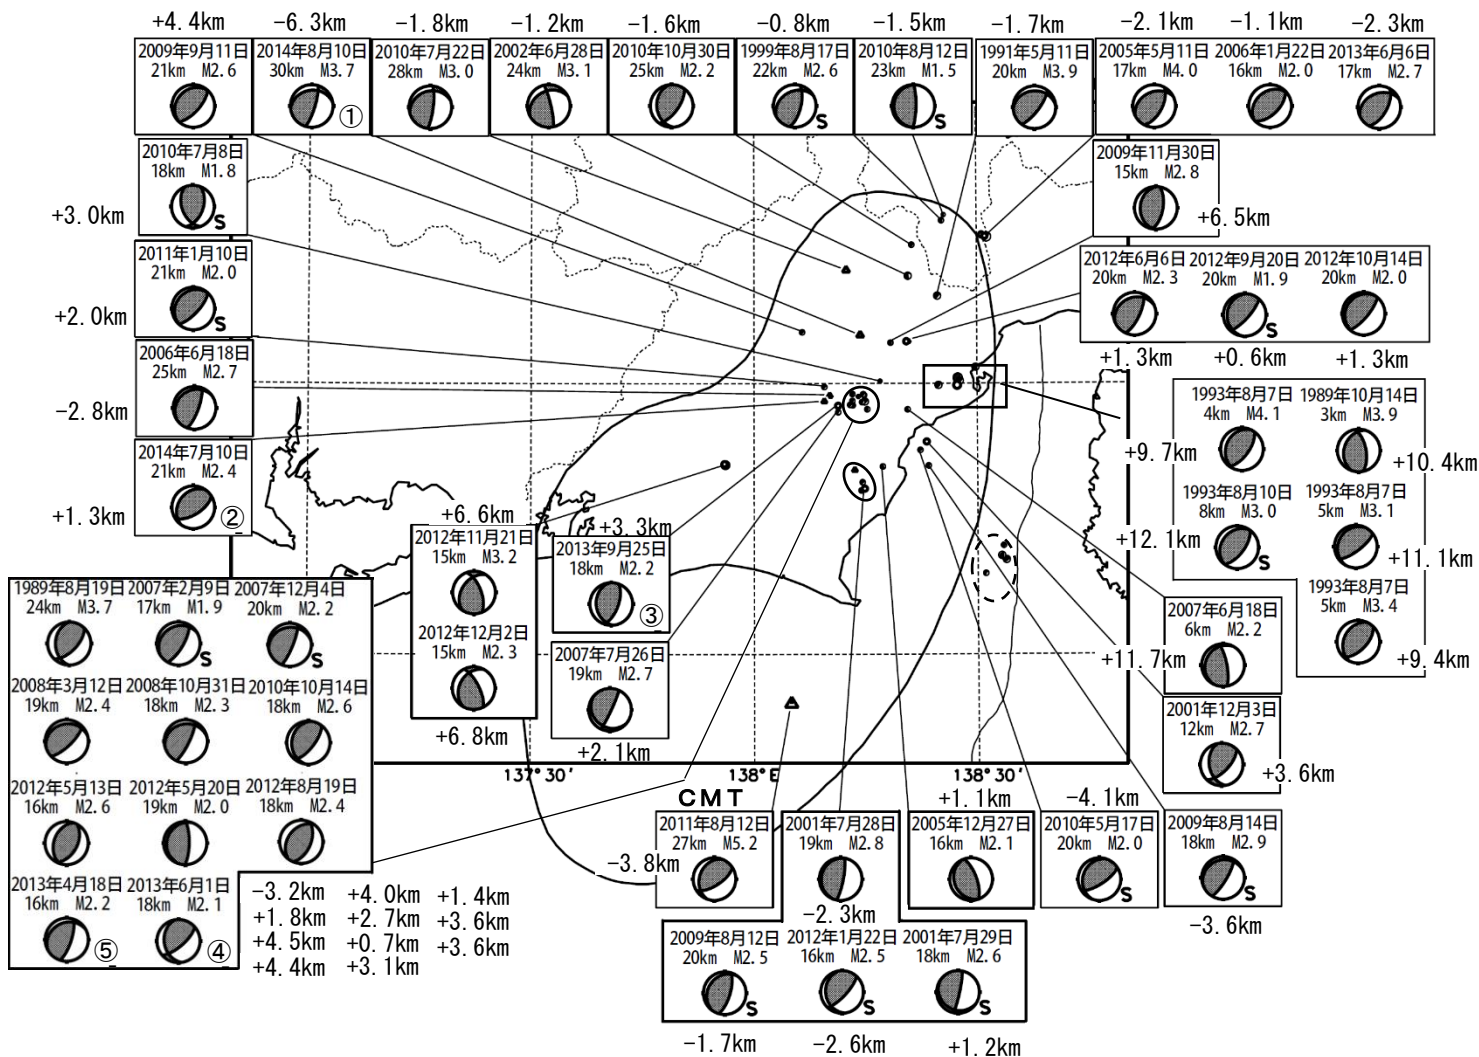 +4.4km -6.3km -1.8km -1.2km -1.6km -0.8km -1.5km -1.7km -2.1km -1.1km -2.3km
2009年9月11日 2014年8月10日 2010年7月22日 2002年6月28日 2010年10月30日 1999年8月17日 2010年8月12日 1991年5月11日 2005年5月11日 2006年1月22日 2013年6月6日
21km M2.6 30km M3.7 28km M3.0 24km M3.1 25km M2.2 22km M2.6 23km M1.5 20km M3.9 17km M4.0 16km M2.0 17km M2.7
① S S
2010年7月8日
18km M1.8
S
+3.0km
2009年11月30日
15km M2.8
+6.5km
2011年1月10日
21km M2.0
S
+2.0km
2012年6月6日 2012年9月20日 2012年10月14日
20km M2.3 20km M1.9 20km M2.0
S
+1.3km +0.6km +1.3km
2006年6月18日
25km M2.7
-2.8km
1993年8月7日 1989年10月14日
4km M4.1 3km M3.9
+9.7km +10.4km
2014年7月10日
21km M2.4
②
+1.3km
1993年8月10日 1993年8月7日
8km M3.0 5km M3.1
S
+12.1km +11.1km
1993年8月7日
5km M3.4
+9.4km
+6.6km
2012年11月21日
15km M3.2
2012年12月2日
15km M2.3
+6.8km
+3.3km
2013年9月25日
18km M2.2
③
2007年7月26日
19km M2.7
+2.1km
2007年6月18日
6km M2.2
+11.7km
2001年12月3日
12km M2.7
+3.6km
1989年8月19日 2007年2月9日 2007年12月4日
24km M3.7 17km M1.9 20km M2.2
S S
2008年3月12日 2008年10月31日 2010年10月14日
19km M2.4 18km M2.3 18km M2.6
2012年5月13日 2012年5月20日 2012年8月19日
16km M2.6 19km M2.0 18km M2.4
2013年4月18日 2013年6月1日
16km M2.2 18km M2.1
⑤ ④
-3.2km +4.0km +1.4km
+1.8km +2.7km +3.6km
+4.5km +0.7km +3.6km
+4.4km +3.1km
137°30′ 138°E 138°30′
CMT
2011年8月12日
27km M5.2
-3.8km
2001年7月28日
19km M2.8
-2.3km
+1.1km
2005年12月27日
16km M2.1
-4.1km
2010年5月17日
20km M2.0
S
2009年8月14日
18km M2.9
S
-3.6km
2009年8月12日 2012年1月22日 2001年7月29日
20km M2.5 16km M2.5 18km M2.6
S S S
-1.7km -2.6km +1.2km